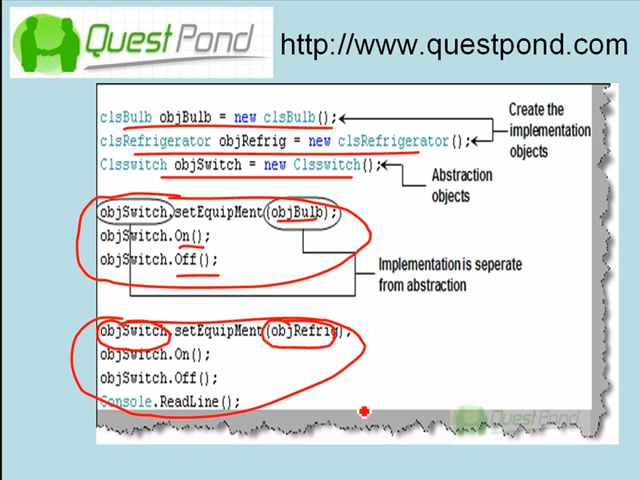 QuestPond
http://www.questpond.com
clsBulb objBulb = new clsBulb();
clsRefrigerator objRefrig = new clsRefrigerator();
Clsswitch objSwitch = new Clsswitch();
Create the
implementation
objects
Abstraction
objects
objSwitch.setEquipMent(objBulb);
objSwitch.On();
objSwitch.Off();
Implementation is seperate
from abstraction
objSwitch.setEquipMent(objRefrig);
objSwitch.On();
objSwitch.Off();
Console.ReadLine();
QuestPond